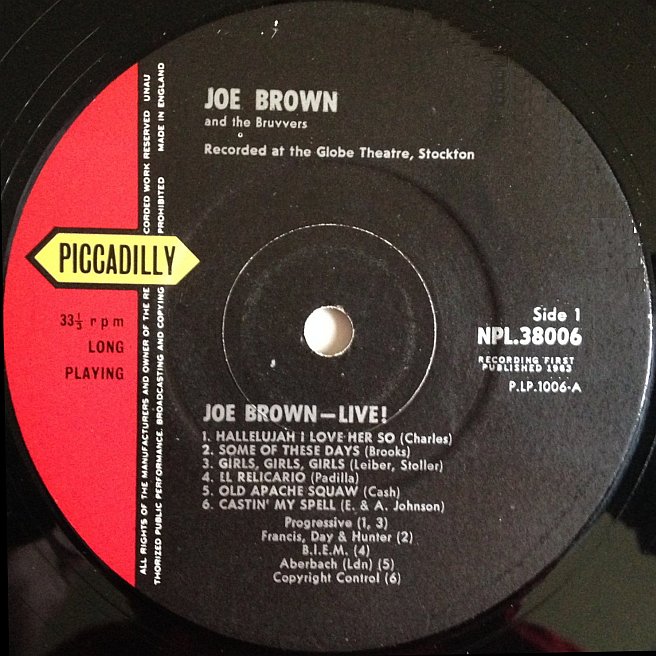 JOE BROWN
and the Bruvvers
Recorded at the Globe Theatre, Stockton
PICCADILLY
33⅓ rpm
LONG
PLAYING
Side 1
NPL.38006
RECORDING FIRST
PUBLISHED 1963
P.LP.1006-A
JOE BROWN—LIVE!
1. HALLELUJAH I LOVE HER SO (Charles)
2. SOME OF THESE DAYS (Brooks)
3. GIRLS, GIRLS, GIRLS (Leiber, Stoller)
4. EL RELICARIO (Padilla)
5. OLD APACHE SQUAW (Cash)
6. CASTIN' MY SPELL (E. & A. Johnson)
Progressive (1, 3)
Francis, Day & Hunter (2)
B.I.E.M. (4)
Aberbach (Ldn) (5)
Copyright Control (6)
ALL RIGHTS OF THE MANUFACTURERS AND OWNER OF THE RECORDED WORK RESERVED UNAU
THORIZED PUBLIC PERFORMANCE. BROADCASTING AND COPYING PROHIBITED MADE IN ENGLAND